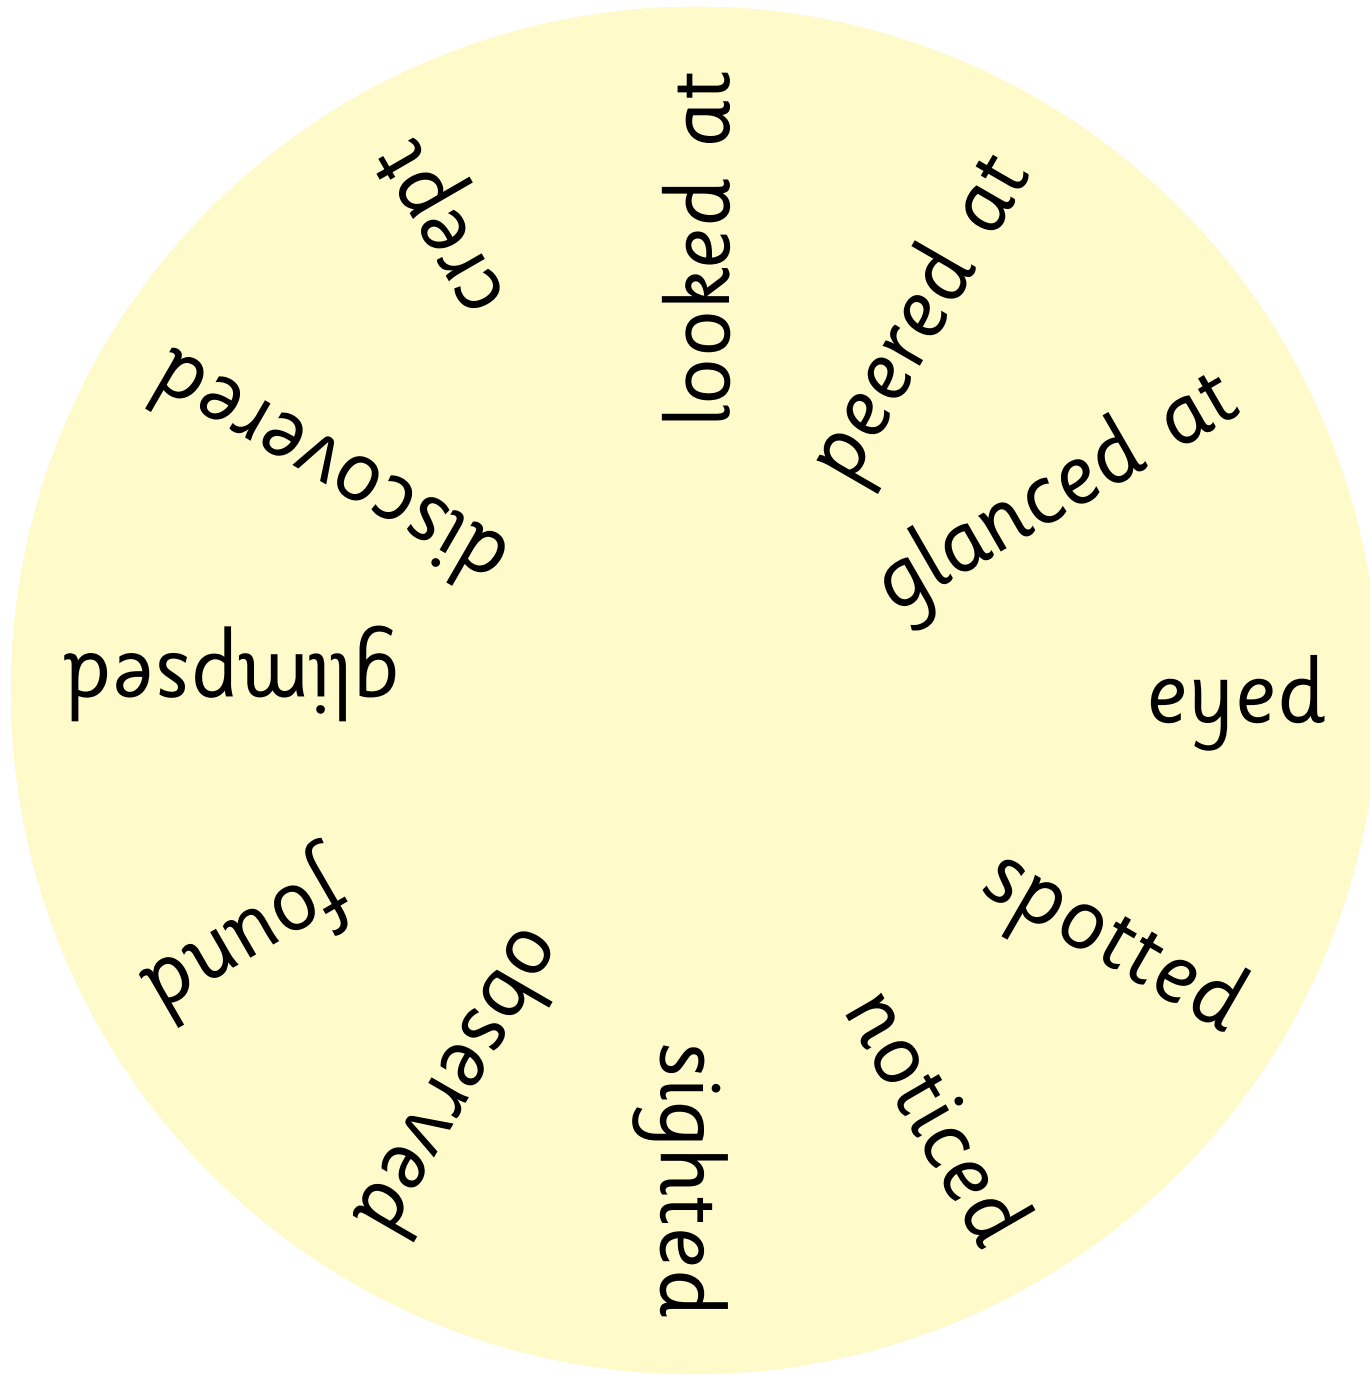 looked at
peered at
glanced at
eyed
spotted
noticed
sighted
observed
found
glimpsed
discovered
crept